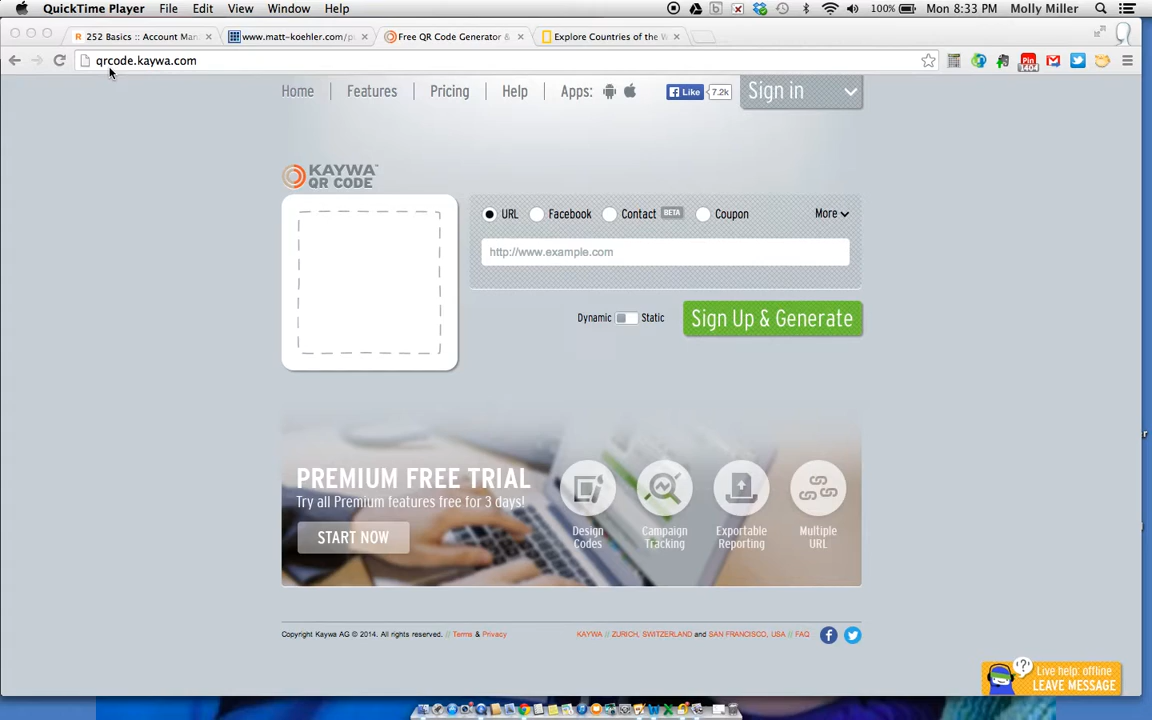 QuickTime Player File Edit View Window Help 100% Mon 8:33 PM Molly Miller
252 Basics :: Account Man www.matt-koehler.com/p Free QR Code Generator & Explore Countries of the W
qrcode.kaywa.com
Pin
1404
Home Features Pricing Help Apps: Like 7.2k Sign in
KAYWA
QR CODE
URL Facebook Contact BETA Coupon More
http://www.example.com
Dynamic Static Sign Up & Generate
PREMIUM FREE TRIAL
Try all Premium features free for 3 days!
START NOW
Design
Codes
Campaign
Tracking
Exportable
Reporting
Multiple
URL
Copyright Kaywa AG © 2014. All rights reserved. // Terms & Privacy
KAYWA // ZURICH, SWITZERLAND and SAN FRANCISCO, USA // FAQ
Live help: offline
LEAVE MESSAGE